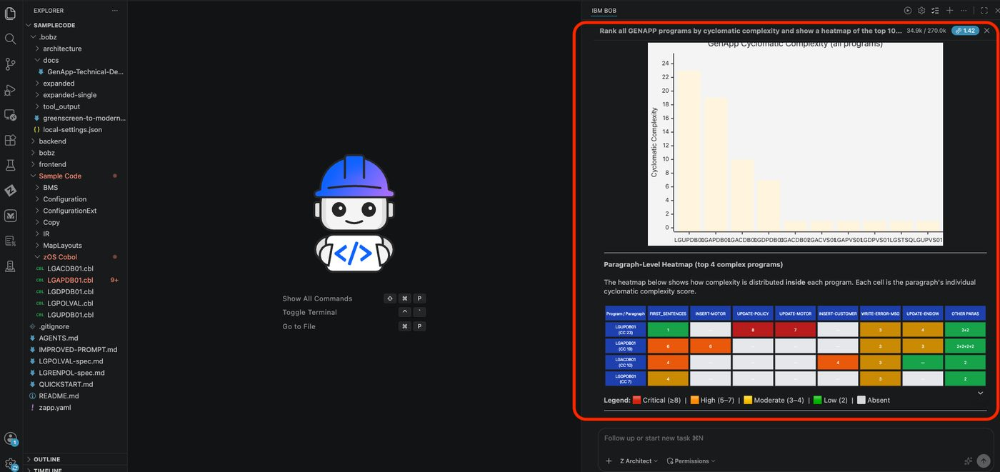 EXPLORER
SAMPLECODE
.bobz
architecture
docs
GenApp-Technical-De...
expanded
expanded-single
tool_output
greenscreen-to-modern...
{} local-settings.json
backend
bobz
frontend
Sample Code
BMS
Configuration
ConfigurationExt
Copy
IR
MapLayouts
zOS Cobol
CBL LGACDB01.cbl
CBL LGAPDB01.cbl 9+
CBL LGDPDB01.cbl
CBL LGPOLVAL.cbl
CBL LGUPDB01.cbl
.gitignore
AGENTS.md
IMPROVED-PROMPT.md
LGPOLVAL-spec.md
LGRENPOL-spec.md
QUICKSTART.md
README.md
! zapp.yaml
OUTLINE
TIMELINE
1
</>
Show All Commands ⇧ ⌘ P
Toggle Terminal ^ `
Go to File ⌘ P
IBM BOB
Rank all GENAPP programs by cyclomatic complexity and show a heatmap of the top 10... 34.9k / 270.0k 1.42
GenApp Cyclomatic Complexity (all programs)
Cyclomatic Complexity
24
22
20
18
16
14
12
10
8
6
4
2
0
LGUPDB01 LGAPDB01 LGACDB01 LGDPDB01 LGACDB02 LGACVS01 LGAPVS01 LGDPVS01 LGSTSQ LGUPVS01
Paragraph-Level Heatmap (top 4 complex programs)
The heatmap below shows how complexity is distributed inside each program. Each cell is the paragraph's individual
cyclomatic complexity score.
Program / Paragraph FIRST_SENTENCES INSERT-MOTOR UPDATE-POLICY UPDATE-MOTOR INSERT-CUSTOMER WRITE-ERROR-MSG UPDATE-ENDOW OTHER PARAS
LGUPDB01 (CC 23) 1 — 8 7 — 3 4 2+2
LGAPDB01 (CC 19) 6 6 — — — 3 3 2+2+2+2
LGACDB01 (CC 10) 4 — — — 4 3 — 2
LGDPDB01 (CC 7) 4 — — — — 3 — 2
Legend: Critical (≥8) | High (5–7) | Moderate (3–4) | Low (2) | Absent
Follow up or start new task ⌘N
Z Architect Permissions